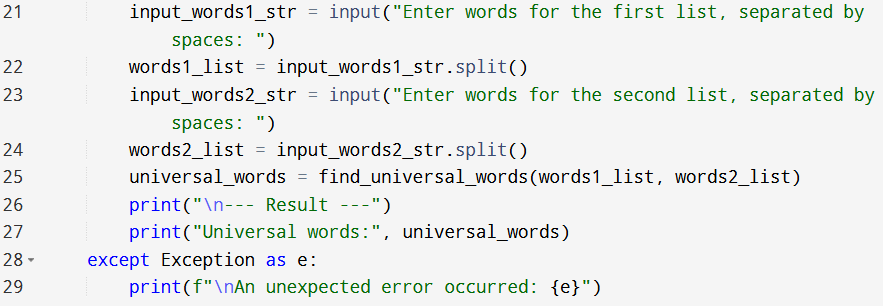 21 input_words1_str = input("Enter words for the first list, separated by
spaces: ")
22 words1_list = input_words1_str.split()
23 input_words2_str = input("Enter words for the second list, separated by
spaces: ")
24 words2_list = input_words2_str.split()
25 universal_words = find_universal_words(words1_list, words2_list)
26 print("\n--- Result ---")
27 print("Universal words:", universal_words)
28 except Exception as e:
29 print(f"\nAn unexpected error occurred: {e}")